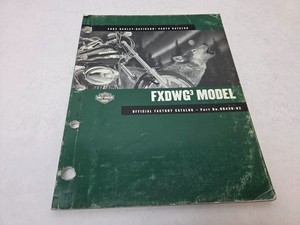 HARLEY-DAVIDSON® PARTS CATALOG
FXDWG³ MODEL
OFFICIAL FACTORY CATALOG - Part No.